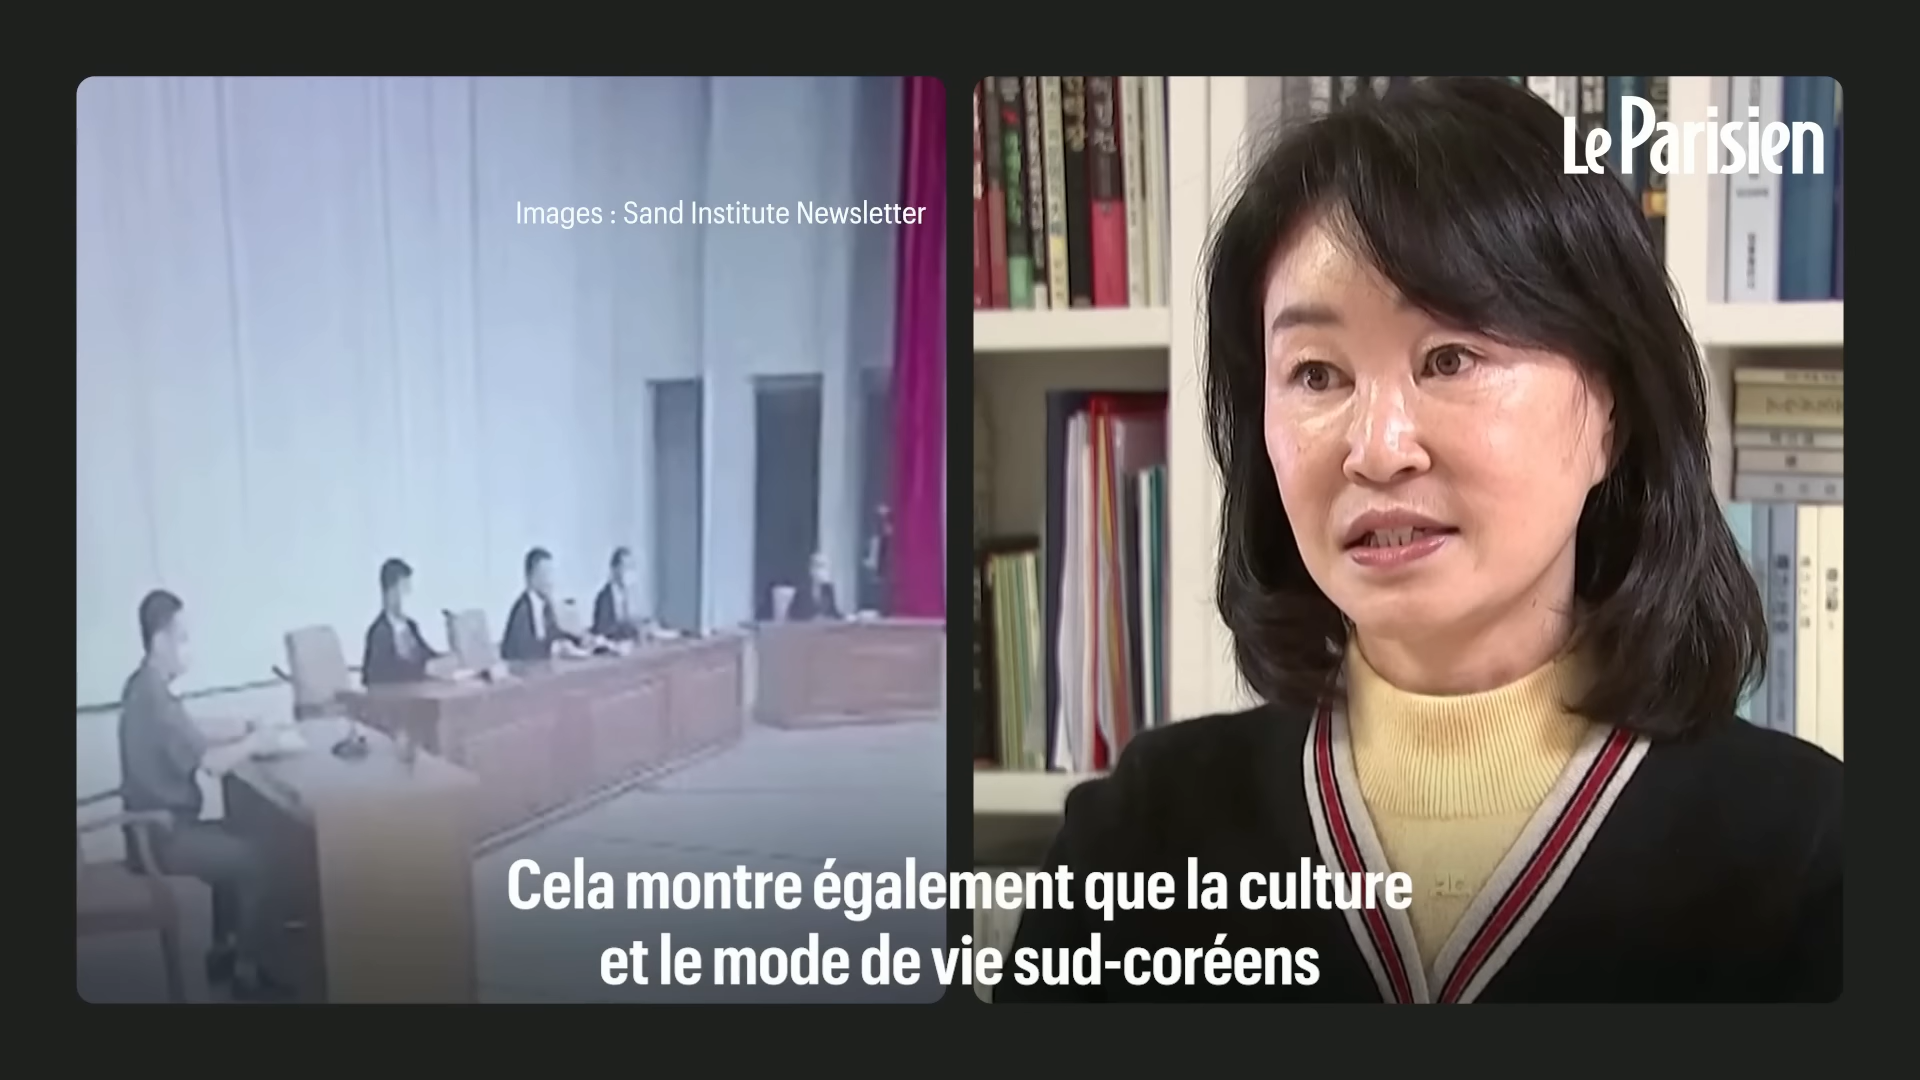 Le Parisien
Images : Sand Institute Newsletter
Cela montre également que la culture
et le mode de vie sud-coréens